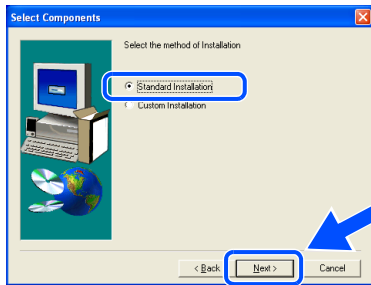 Select Components
Select the method of Installation
Standard Installation
Custom Installation
< Back
Next >
Cancel